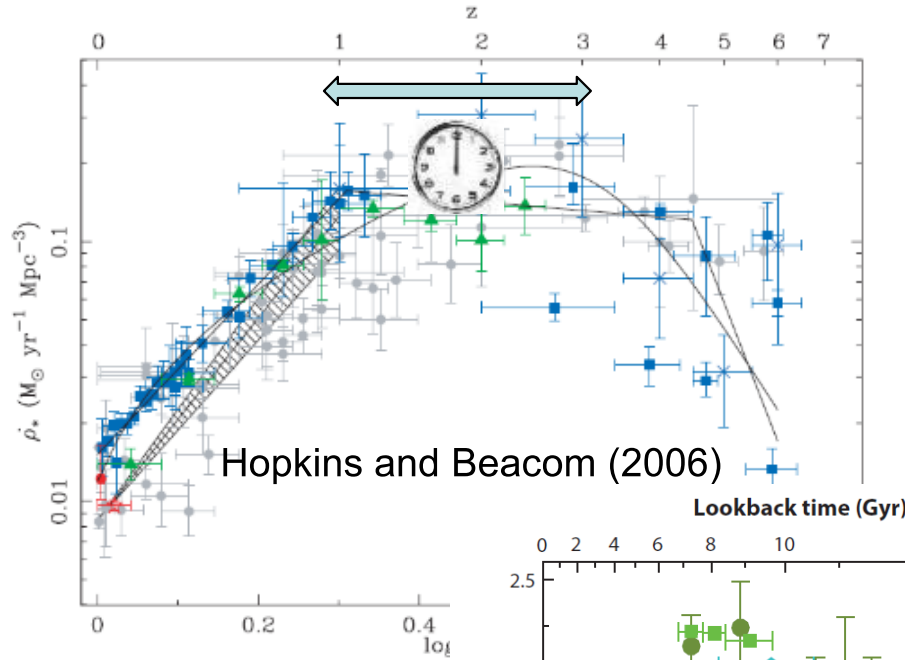 z
0 1 2 3 4 5 6 7
0.1
0.01
ρ̇* (M⊙ yr−1 Mpc−3)
Hopkins and Beacom (2006)
0 0.2 0.4
log
Lookback time (Gyr)
0 2 4 6 8 10
2.5